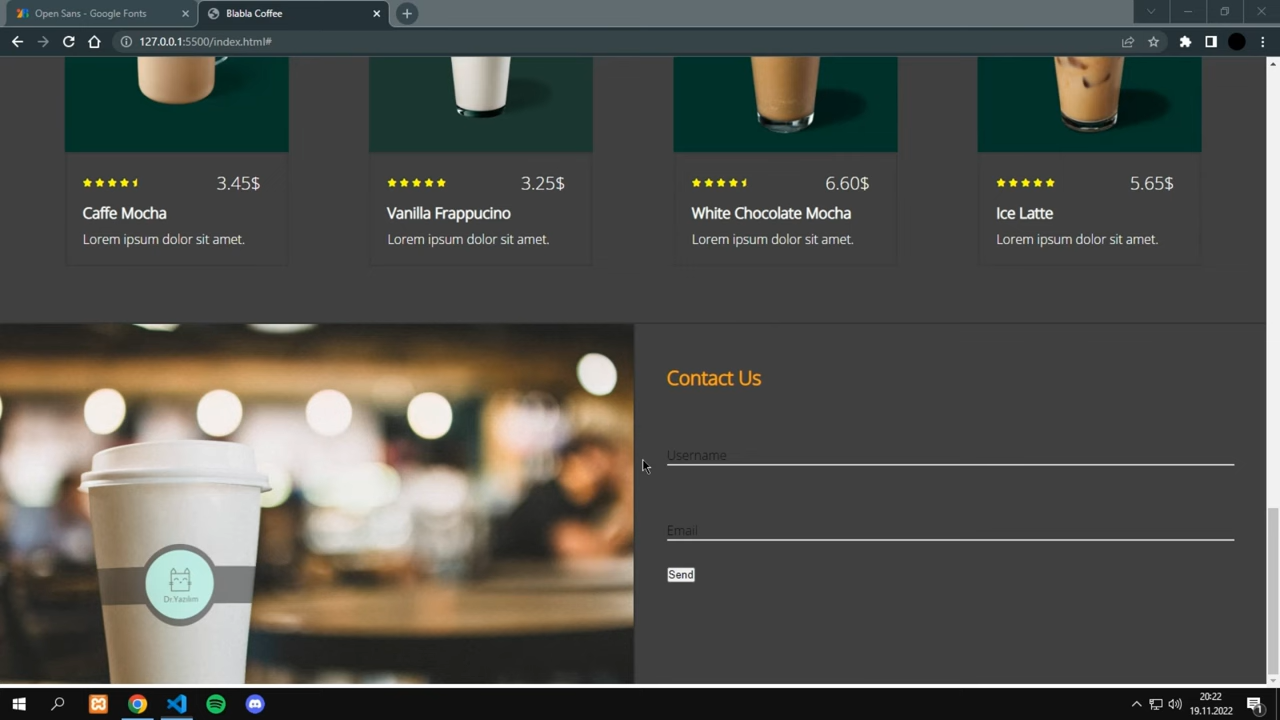 Open Sans - Google Fonts
Blabla Coffee
127.0.0.1:5500/index.html#
3.45$
Caffe Mocha
Lorem ipsum dolor sit amet.
3.25$
Vanilla Frappucino
Lorem ipsum dolor sit amet.
6.60$
White Chocolate Mocha
Lorem ipsum dolor sit amet.
5.65$
Ice Latte
Lorem ipsum dolor sit amet.
Dr.Yazılım
Contact Us
Username
Email
Send
20:22
19.11.2022
1